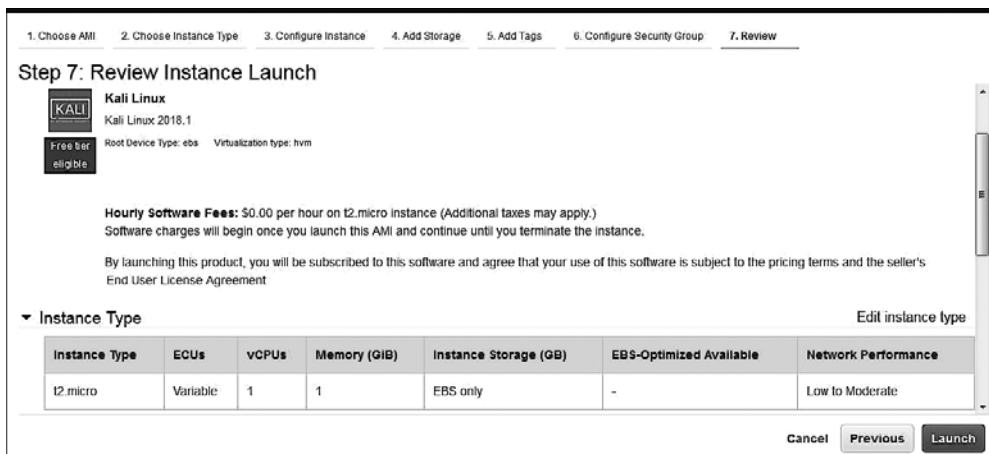 1. Choose AMI 2. Choose Instance Type 3. Configure Instance 4. Add Storage 5. Add Tags 6. Configure Security Group 7. Review
Step 7: Review Instance Launch
KALI
Kali Linux
Kali Linux 2018.1
Free tier eligible
Root Device Type: ebs Virtualization type: hvm
Hourly Software Fees: $0.00 per hour on t2.micro instance (Additional taxes may apply.)
Software charges will begin once you launch this AMI and continue until you terminate the instance.
By launching this product, you will be subscribed to this software and agree that your use of this software is subject to the pricing terms and the seller's
End User License Agreement
Instance Type Edit instance type
Instance Type ECUs vCPUs Memory (GiB) Instance Storage (GB) EBS-Optimized Available Network Performance
t2.micro Variable 1 1 EBS only - Low to Moderate
Cancel Previous Launch